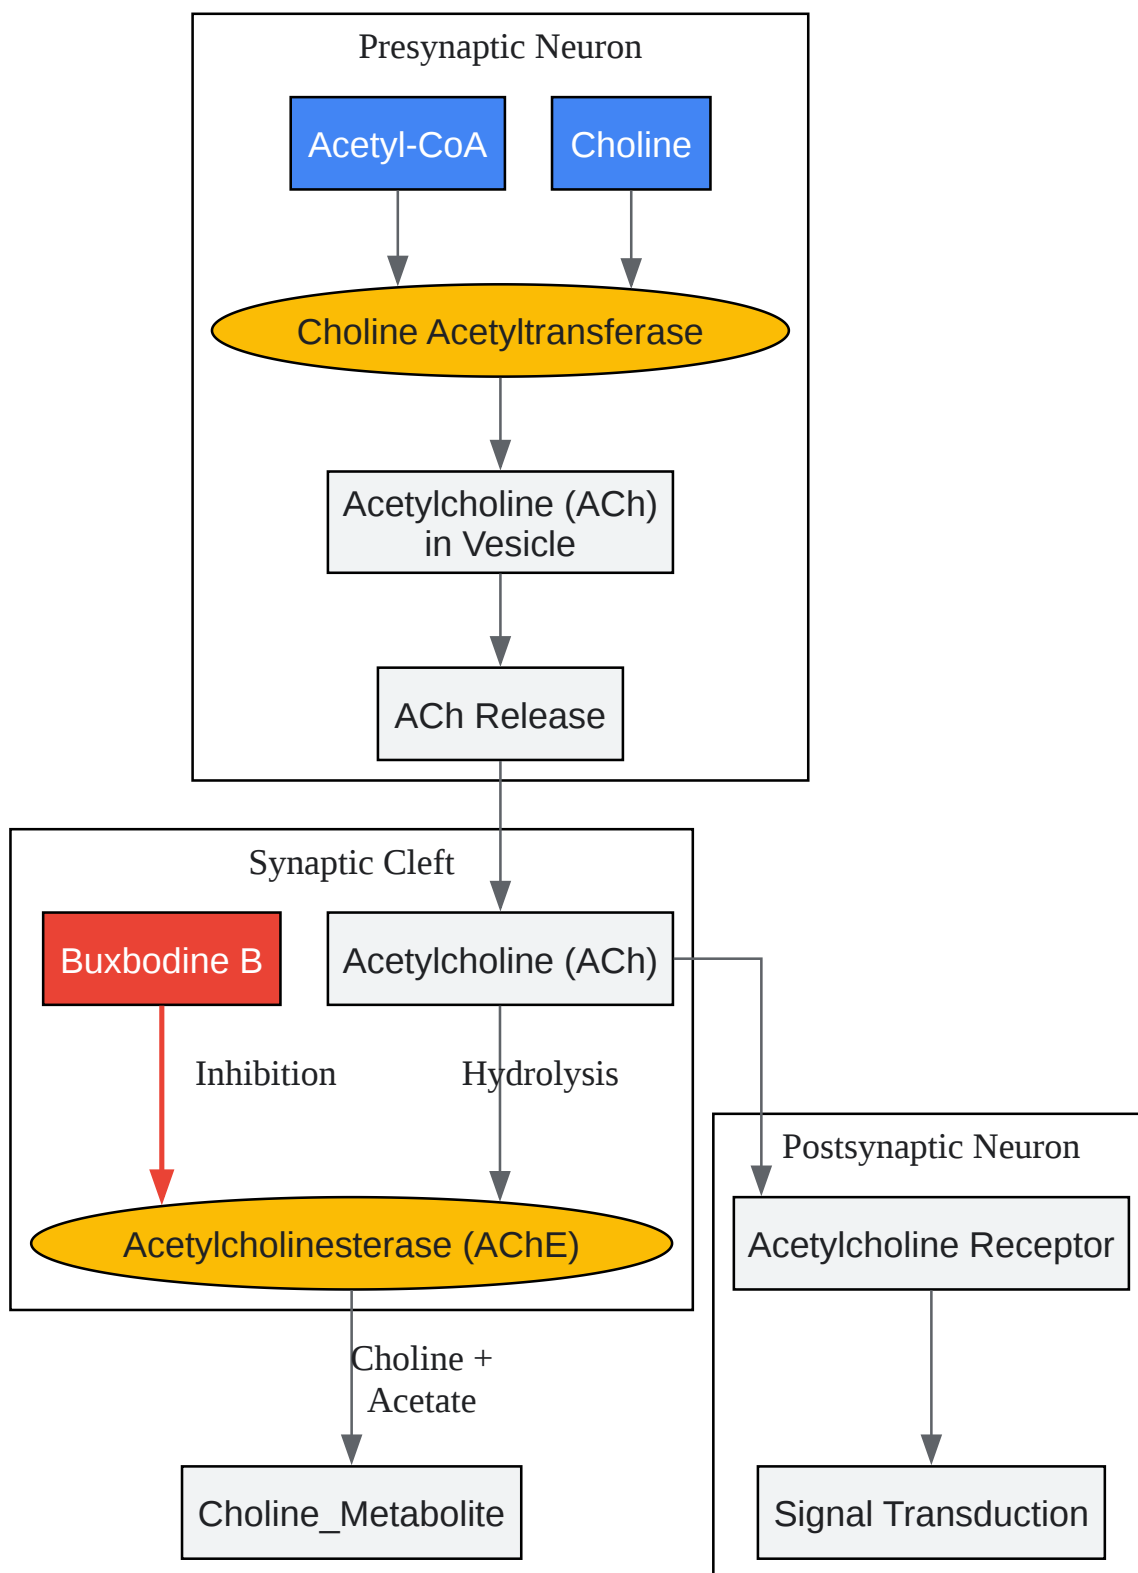 Presynaptic Neuron
Acetyl-CoA
Choline
Choline Acetyltransferase
Acetylcholine (ACh)
in Vesicle
ACh Release
Synaptic Cleft
Buxbodine B
Acetylcholine (ACh)
Inhibition
Hydrolysis
Postsynaptic Neuron
Acetylcholinesterase (AChE)
Acetylcholine Receptor
Choline +
Acetate
Choline_Metabolite
Signal Transduction